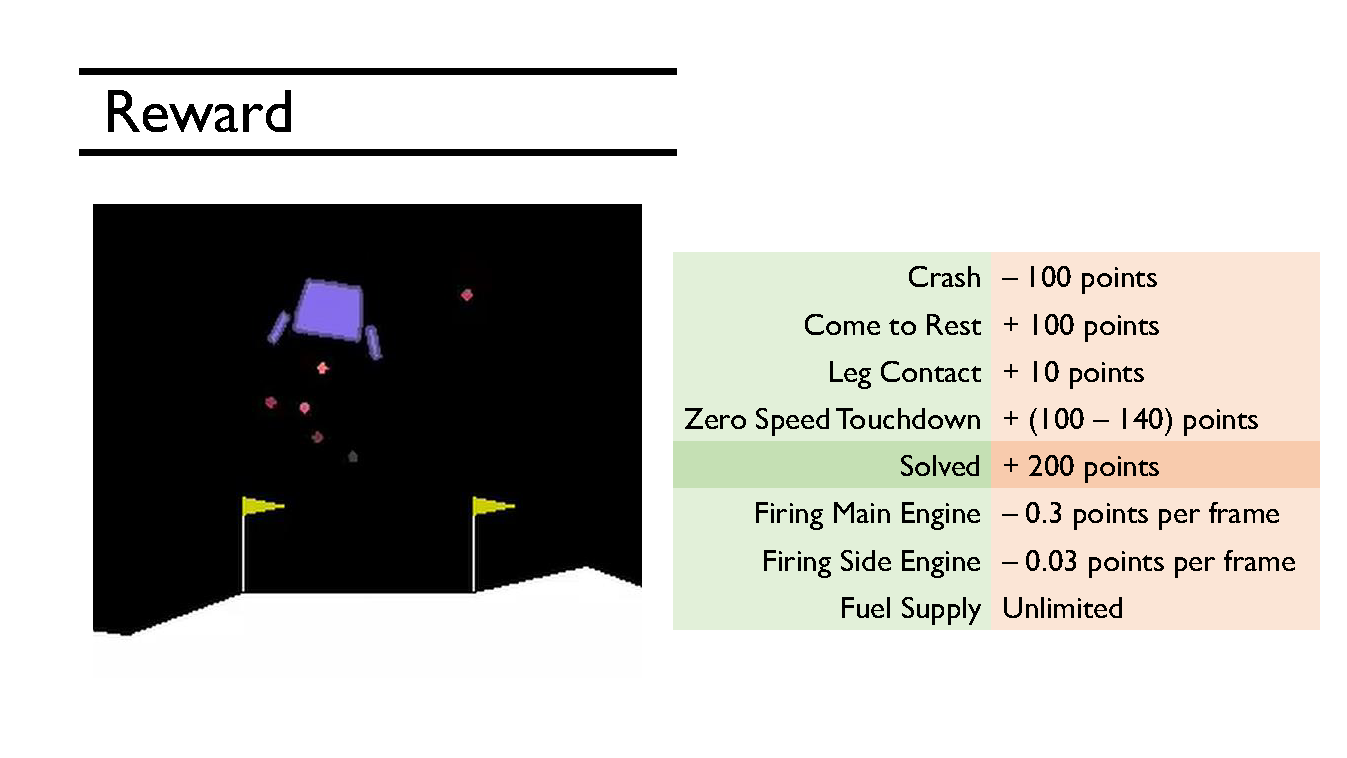 Reward
Crash – 100 points
Come to Rest + 100 points
Leg Contact + 10 points
Zero Speed Touchdown + (100 – 140) points
Solved + 200 points
Firing Main Engine – 0.3 points per frame
Firing Side Engine – 0.03 points per frame
Fuel Supply Unlimited